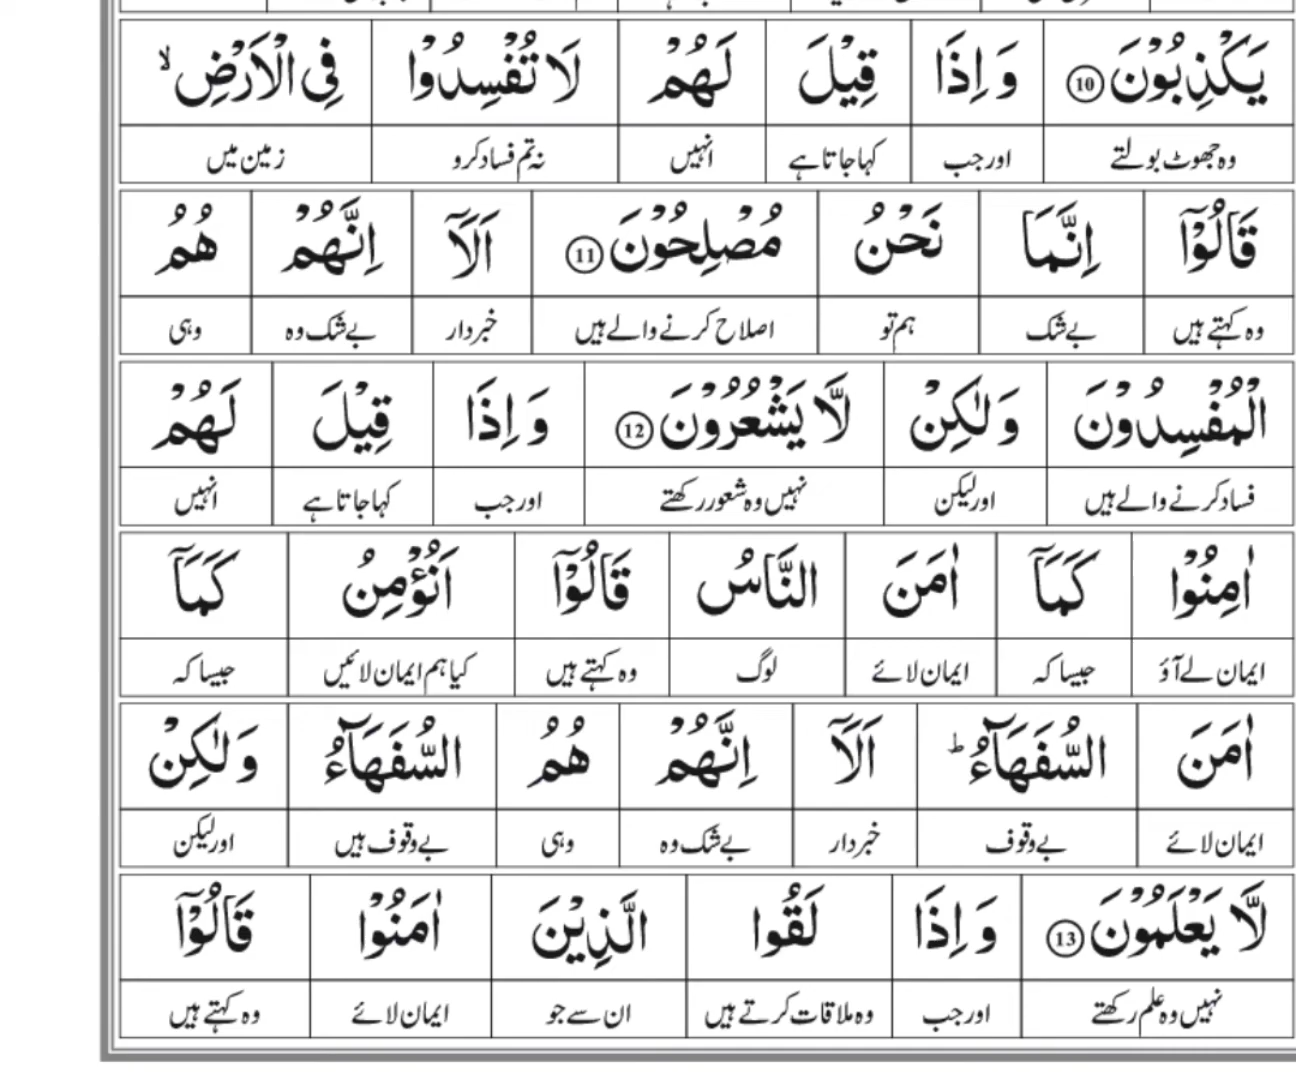 يَكْذِبُوْنَ ⑩ وَ اِذَا قِيْلَ لَهُمْ لَا تُفْسِدُوْا فِى الْاَرْضِ ۙ
وہ جھوٹ بولتے اور جب کہا جاتا ہے انہیں نہ تم فساد کرو زمین میں
قَالُوْٓا اِنَّمَا نَحْنُ مُصْلِحُوْنَ ⑪ اَلَآ اِنَّهُمْ هُمُ
وہ کہتے ہیں بے شک ہم تو اصلاح کرنے والے ہیں خبردار بے شک وہ وہی
الْمُفْسِدُوْنَ وَ لٰكِنْ لَّا يَشْعُرُوْنَ ⑫ وَ اِذَا قِيْلَ لَهُمْ
فساد کرنے والے ہیں اور لیکن نہیں وہ شعور رکھتے اور جب کہا جاتا ہے انہیں
اٰمِنُوْا كَمَآ اٰمَنَ النَّاسُ قَالُوْٓا اَنُؤْمِنُ كَمَآ
ایمان لے آؤ جیسا کہ ایمان لائے لوگ وہ کہتے ہیں کیا ہم ایمان لائیں جیسا کہ
اٰمَنَ السُّفَهَآءُ ؕ اَلَآ اِنَّهُمْ هُمُ السُّفَهَآءُ وَ لٰكِنْ
ایمان لائے بے وقوف خبردار بے شک وہ وہی بے وقوف ہیں اور لیکن
لَّا يَعْلَمُوْنَ ⑬ وَ اِذَا لَقُوا الَّذِيْنَ اٰمَنُوْا قَالُوْٓا
نہیں وہ علم رکھتے اور جب وہ ملاقات کرتے ہیں ان سے جو ایمان لائے وہ کہتے ہیں